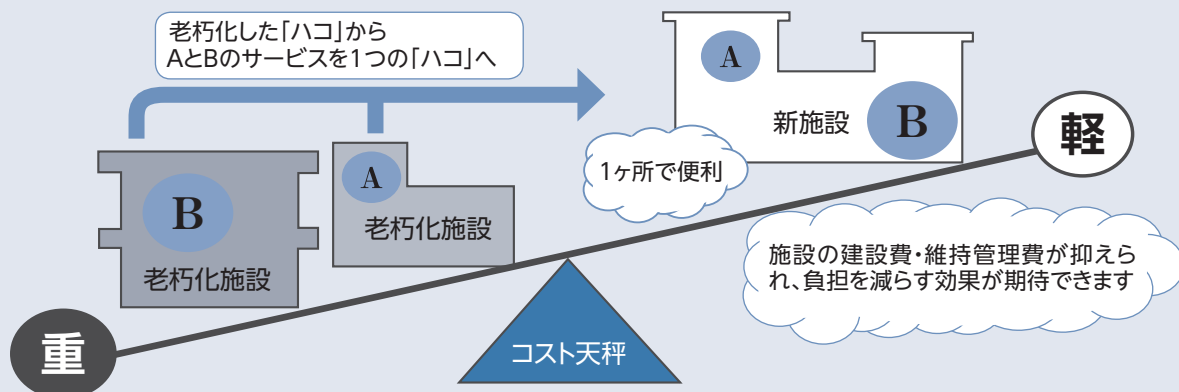 老朽化した「ハコ」から
AとBのサービスを1つの「ハコ」へ
A
新施設
B
軽
1ヶ所で便利
B
老朽化施設
A
老朽化施設
施設の建設費・維持管理費が抑えら
れ、負担を減らす効果が期待できます
重
コスト天秤